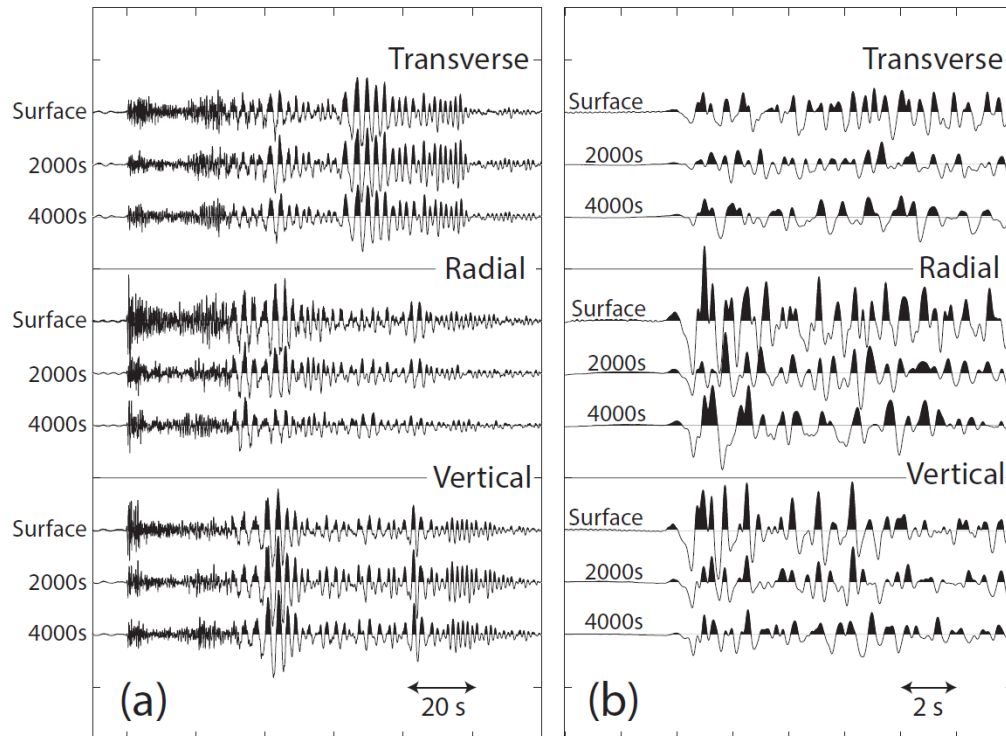 Transverse
Surface
2000s
4000s
Radial
Surface
2000s
4000s
Vertical
Surface
2000s
4000s
(a)
20 s
Transverse
Surface
2000s
4000s
Radial
Surface
2000s
4000s
Vertical
Surface
2000s
4000s
(b)
2 s